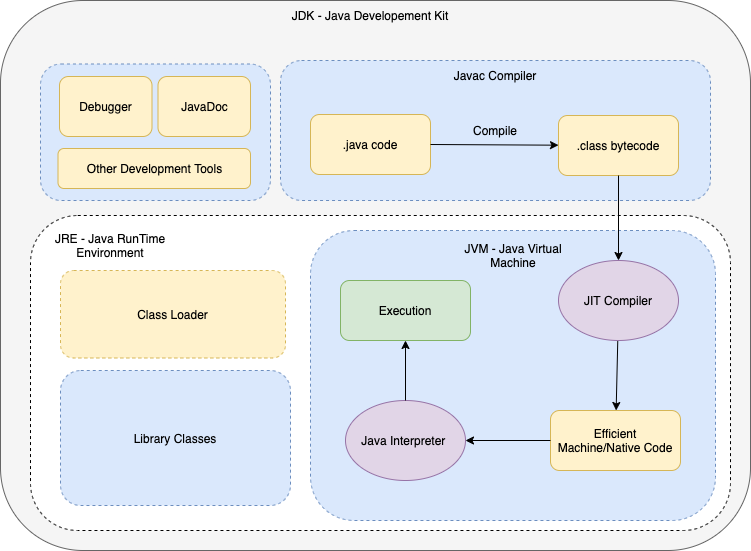 JDK - Java Developement Kit
Debugger
JavaDoc
Other Development Tools
Javac Compiler
.java code
Compile
.class bytecode
JRE - Java RunTime
Environment
Class Loader
Library Classes
JVM - Java Virtual
Machine
JIT Compiler
Execution
Java Interpreter
Efficient
Machine/Native Code